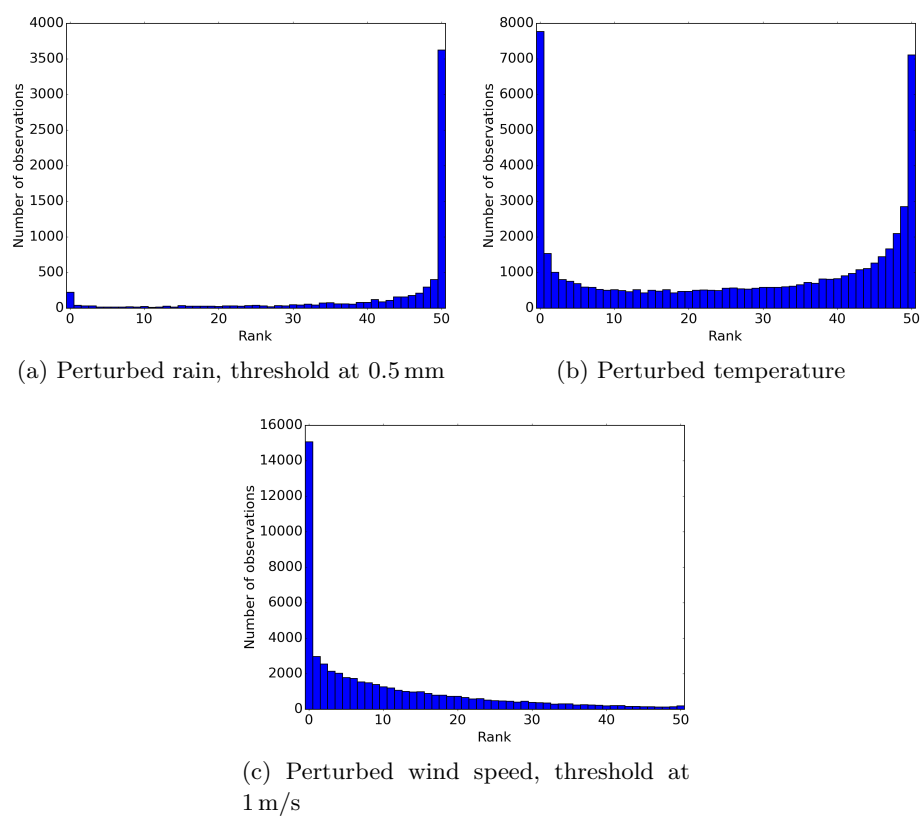 4000
3500
3000
2500
2000
1500
1000
500
0
Number of observations
0 10 20 30 40 50
Rank
(a) Perturbed rain, threshold at 0.5 mm
8000
7000
6000
5000
4000
3000
2000
1000
0
Number of observations
0 10 20 30 40 50
Rank
(b) Perturbed temperature
16000
14000
12000
10000
8000
6000
4000
2000
0
Number of observations
0 10 20 30 40 50
Rank
(c) Perturbed wind speed, threshold at
1 m/s